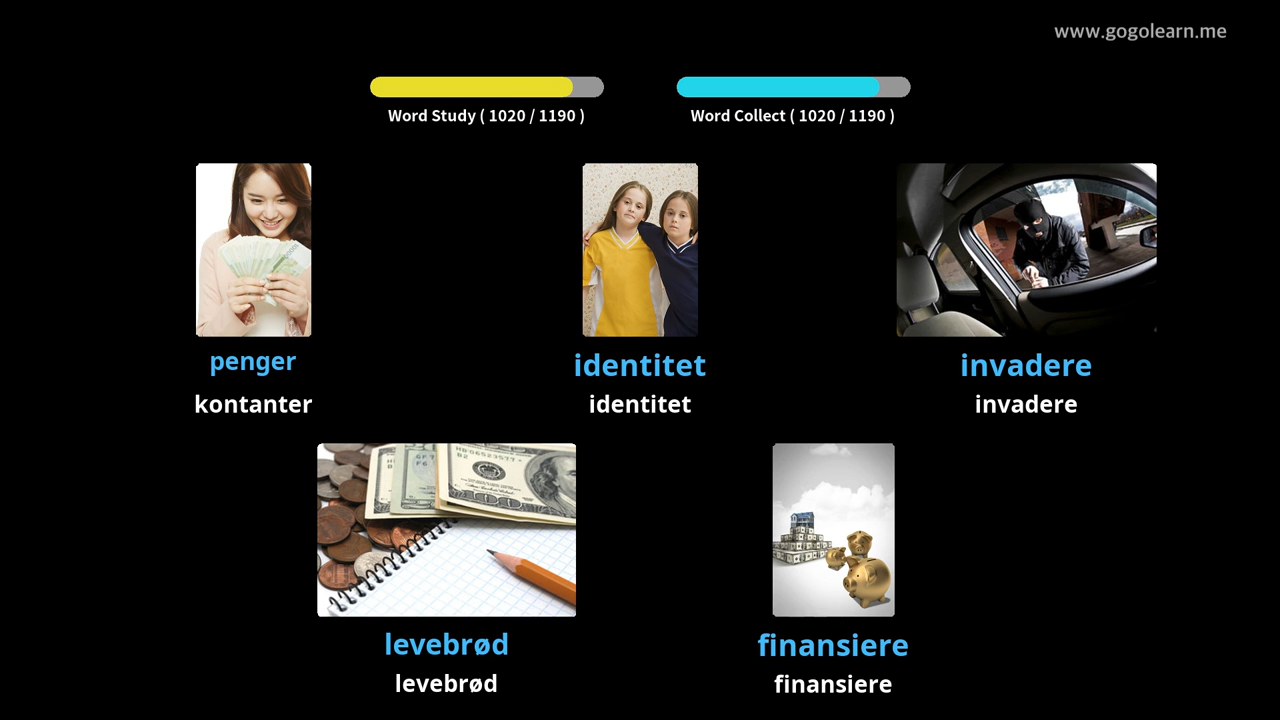 www.gogolearn.me
Word Study ( 1020 / 1190 )
Word Collect ( 1020 / 1190 )
penger
kontanter
identitet
identitet
invadere
invadere
levebrød
levebrød
finansiere
finansiere